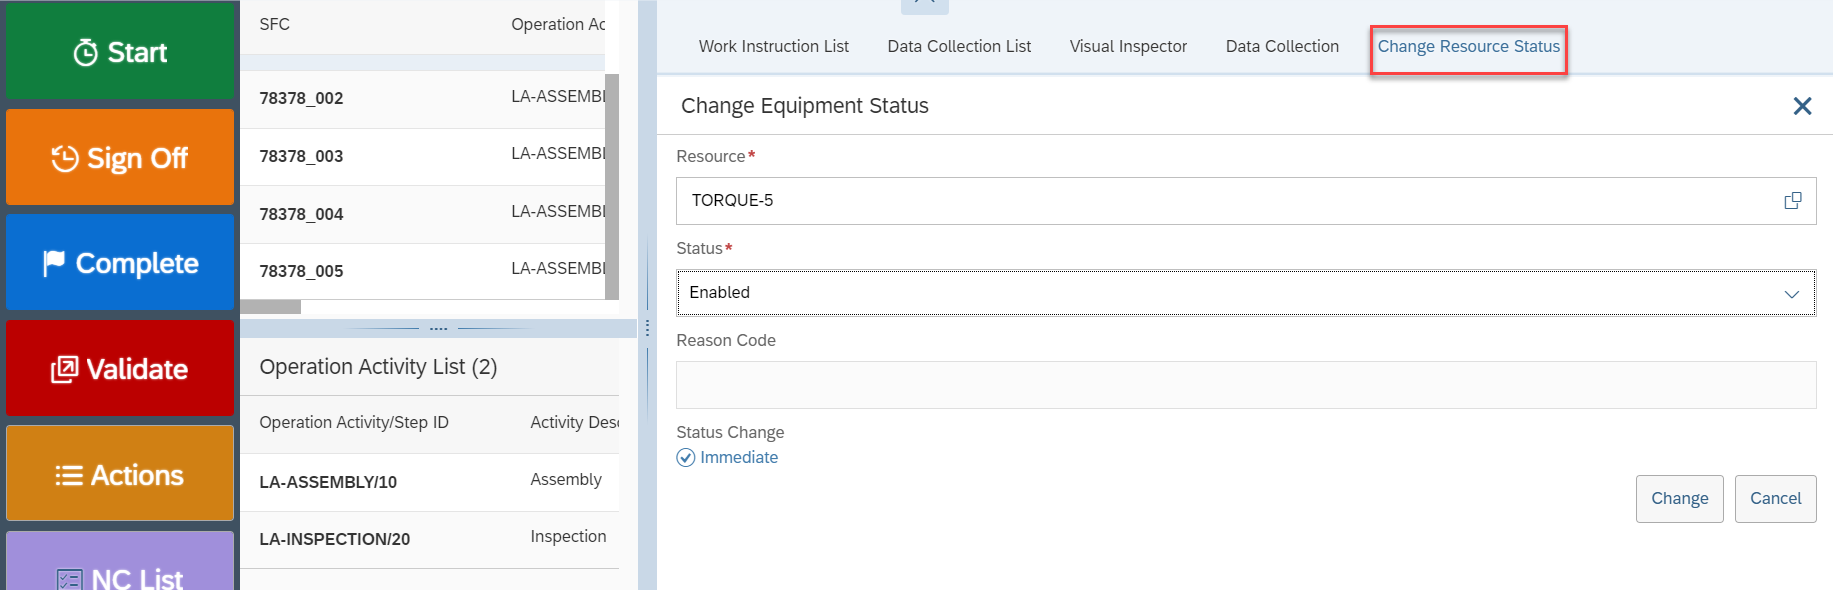 Start
Sign Off
Complete
Validate
Actions
NC List
SFC
Operation Ac
78378_002
LA-ASSEMBL
78378_003
LA-ASSEMBL
78378_004
LA-ASSEMBL
78378_005
LA-ASSEMBL
Operation Activity List (2)
Operation Activity/Step ID
Activity Desc
LA-ASSEMBLY/10
Assembly
LA-INSPECTION/20
Inspection
Work Instruction List
Data Collection List
Visual Inspector
Data Collection
Change Resource Status
Change Equipment Status
Resource*
TORQUE-5
Status*
Enabled
Reason Code
Status Change
Immediate
Change
Cancel